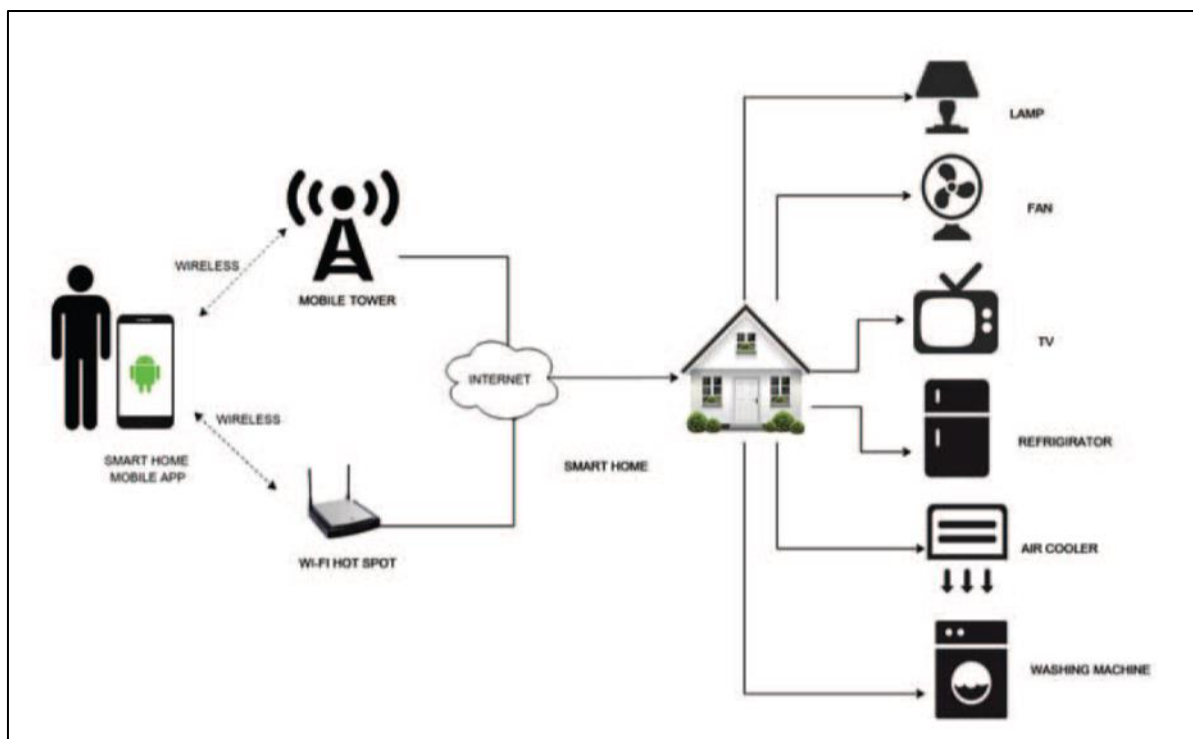 LAMP
FAN
WIRELESS
MOBILE TOWER
TV
INTERNET
WIRELESS
SMART HOME
MOBILE APP
SMART HOME
REFRIGIRATOR
WI-FI HOT SPOT
AIR COOLER
WASHING MACHINE